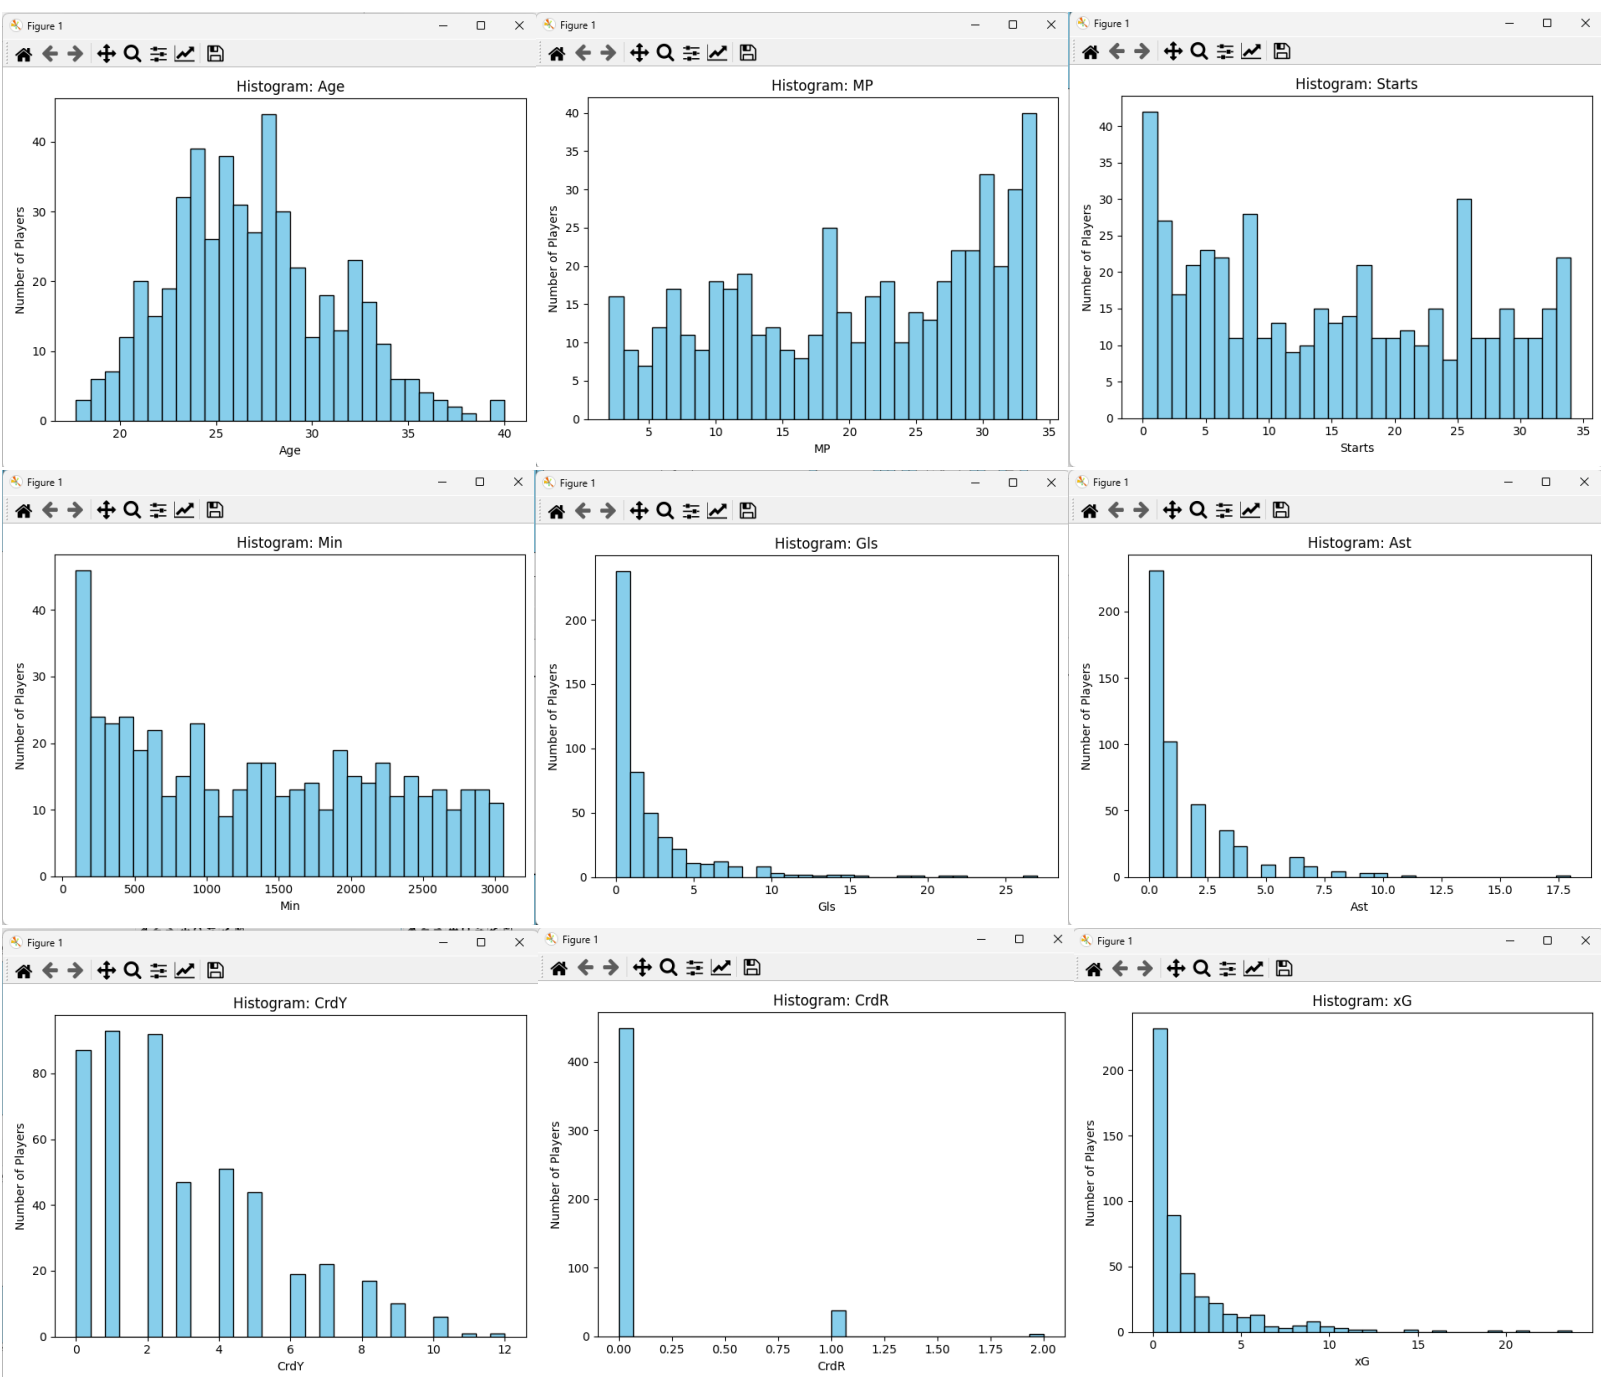 Figure 1
Histogram: Age
Number of Players
40
30
20
10
0
20 25 30 35 40
Age
Figure 1
Histogram: MP
Number of Players
40
35
30
25
20
15
10
5
0
5 10 15 20 25 30 35
MP
Figure 1
Histogram: Starts
Number of Players
40
35
30
25
20
15
10
5
0
0 5 10 15 20 25 30 35
Starts
Figure 1
Histogram: Min
Number of Players
40
30
20
10
0
0 500 1000 1500 2000 2500 3000
Min
Figure 1
Histogram: Gls
Number of Players
200
150
100
50
0
0 5 10 15 20 25
Gls
Figure 1
Histogram: Ast
Number of Players
200
150
100
50
0
0.0 2.5 5.0 7.5 10.0 12.5 15.0 17.5
Ast
Figure 1
Histogram: CrdY
Number of Players
80
60
40
20
0
0 2 4 6 8 10 12
CrdY
Figure 1
Histogram: CrdR
Number of Players
400
300
200
100
0
0.00 0.25 0.50 0.75 1.00 1.25 1.50 1.75 2.00
CrdR
Figure 1
Histogram: xG
Number of Players
200
150
100
50
0
0 5 10 15 20
xG